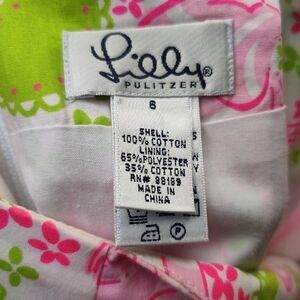 Lilly®
PULITZER
6
SHELL:
100% COTTON
LINING:
65% POLYESTER
35% COTTON
RN# 88189
MADE IN
CHINA
P